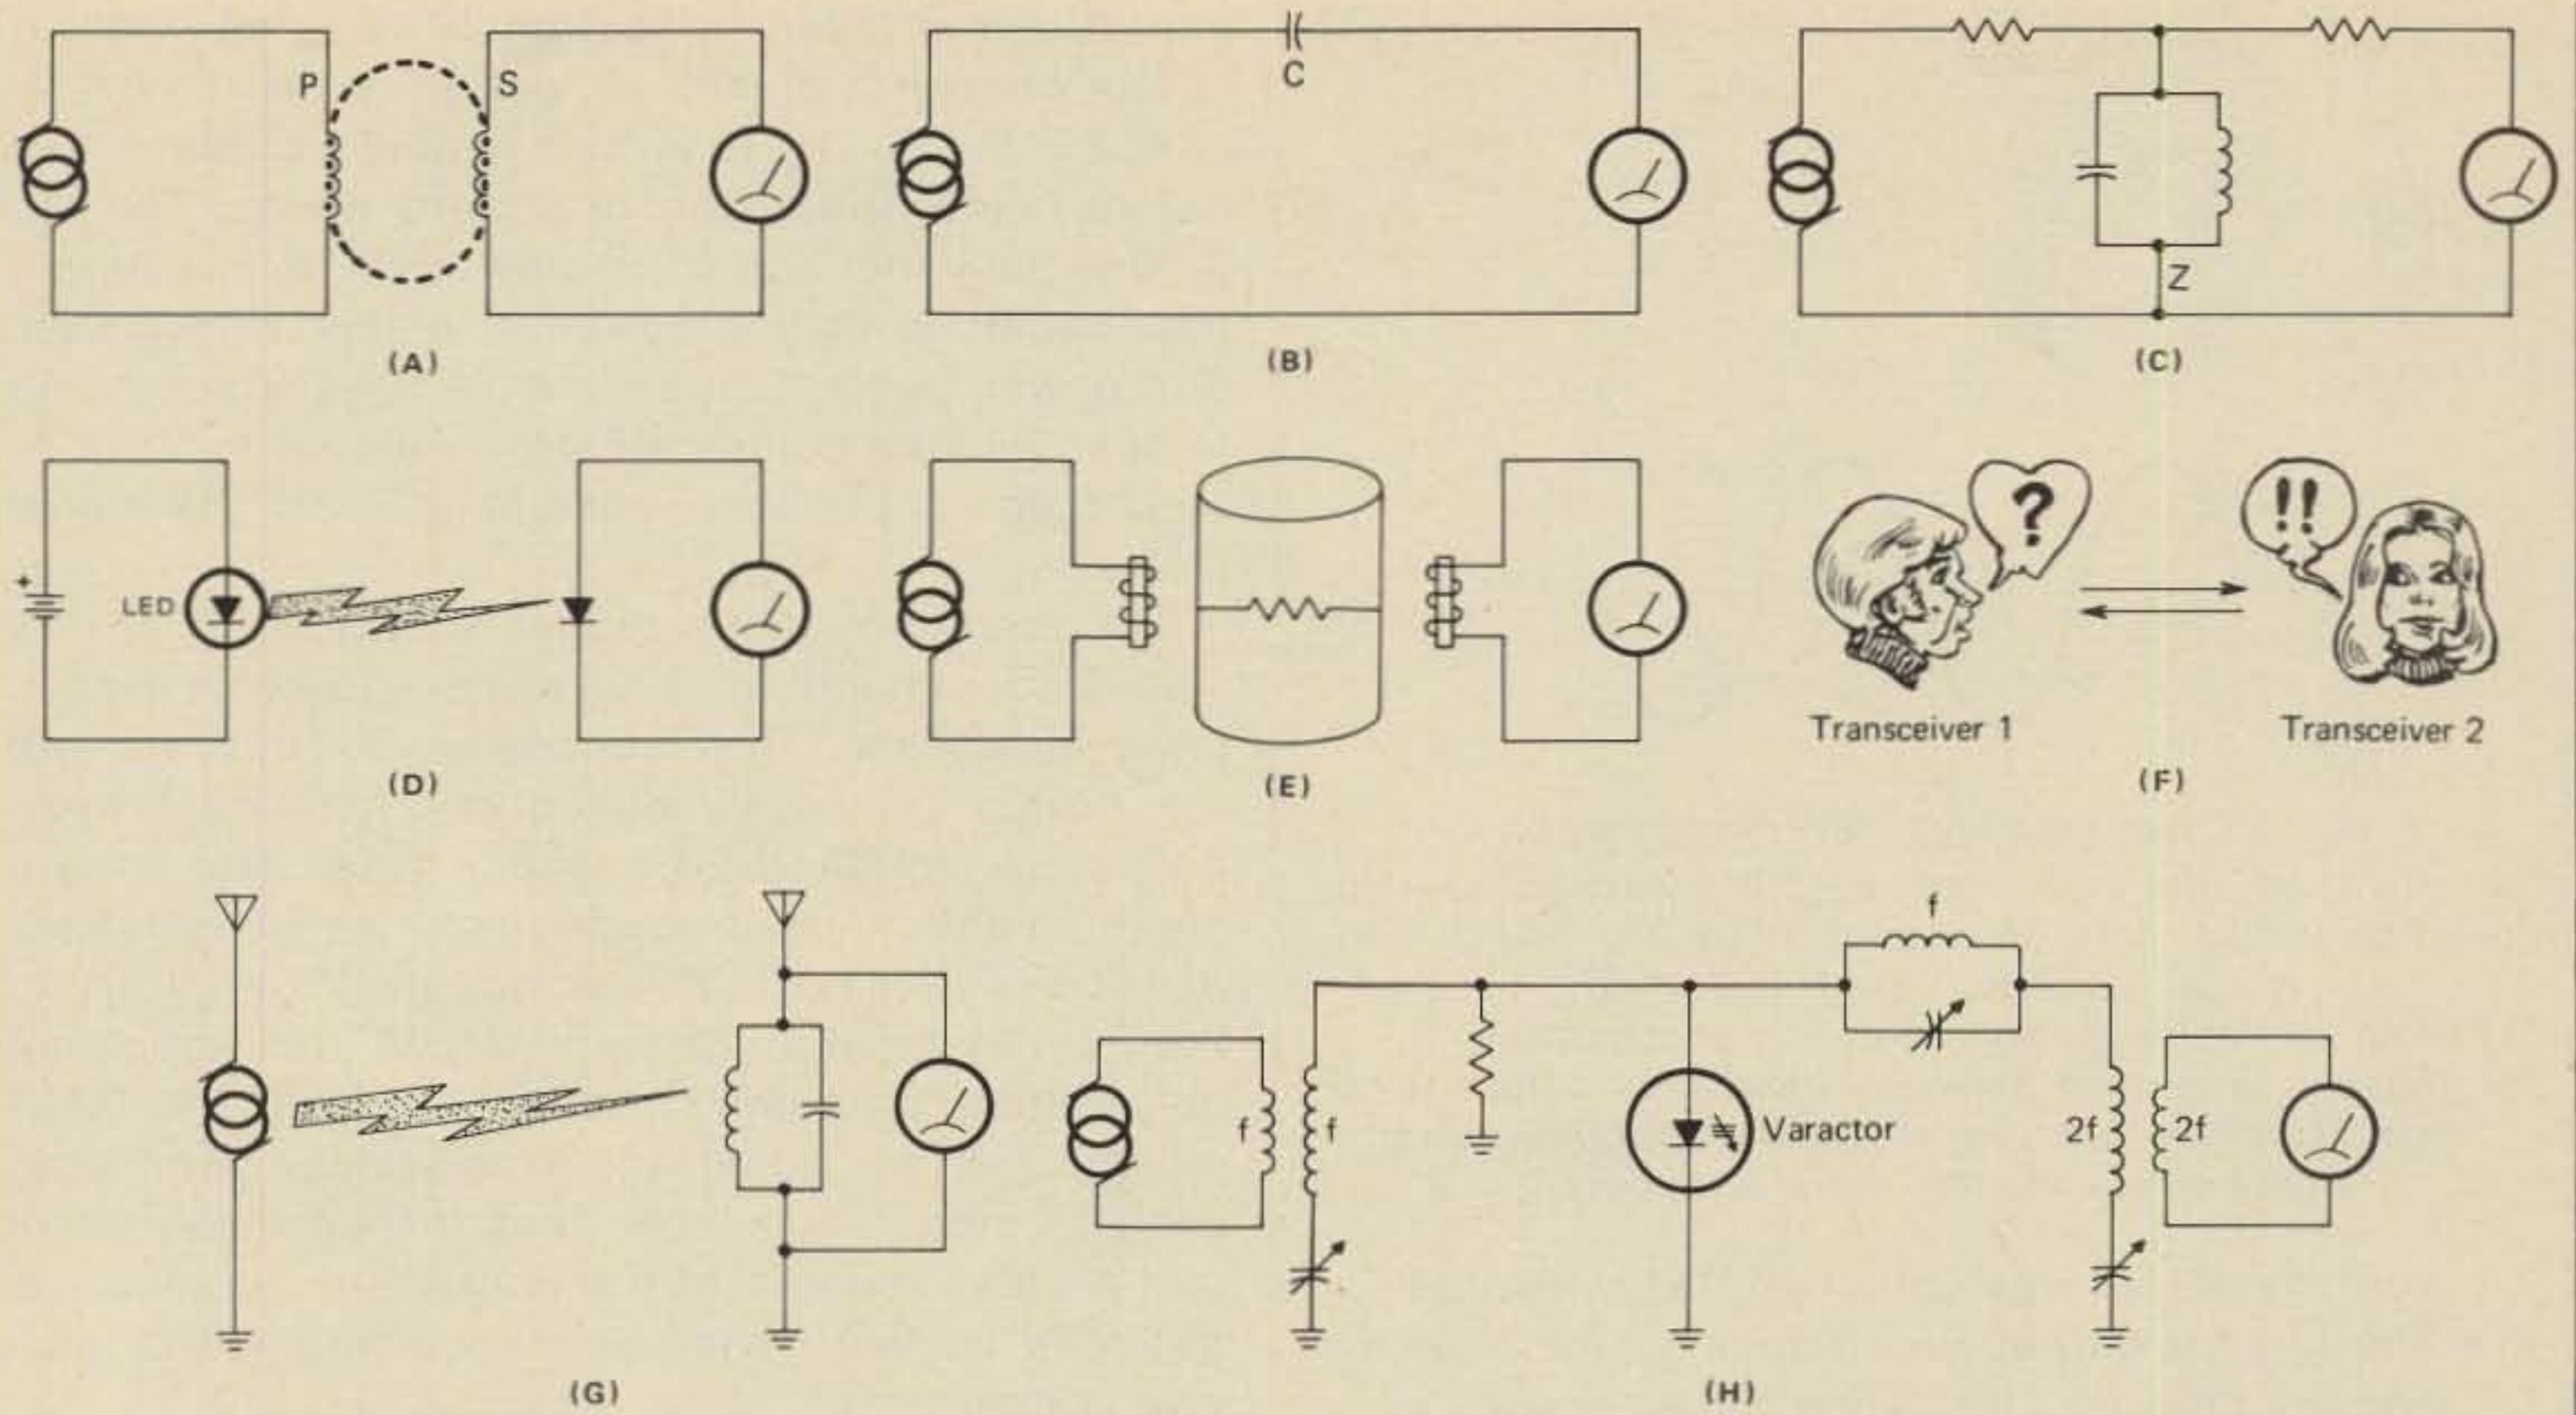 P S
C
Z
(A) (B) (C)
+
LED
?
!!
Transceiver 1 Transceiver 2
(D) (E) (F)
f
f f
Varactor
2f 2f
(G) (H)